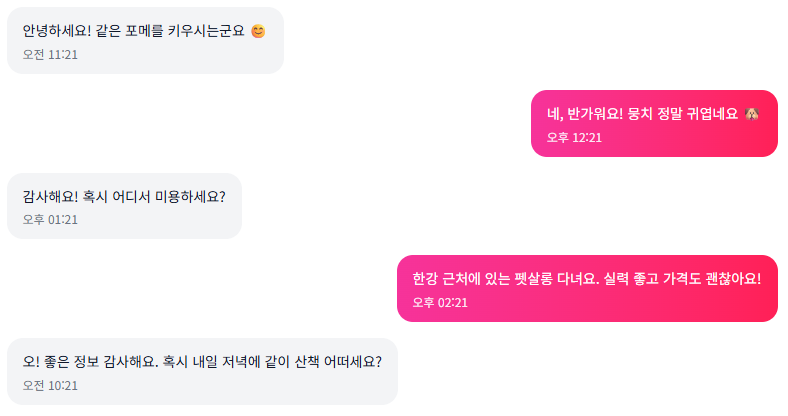 안녕하세요! 같은 포메를 키우시는군요 😊
오전 11:21
네, 반가워요! 뭉치 정말 귀엽네요 🙈
오후 12:21
감사해요! 혹시 어디서 미용하세요?
오후 01:21
한강 근처에 있는 펫살롱 다녀요. 실력 좋고 가격도 괜찮아요!
오후 02:21
오! 좋은 정보 감사해요. 혹시 내일 저녁에 같이 산책 어떠세요?
오전 10:21